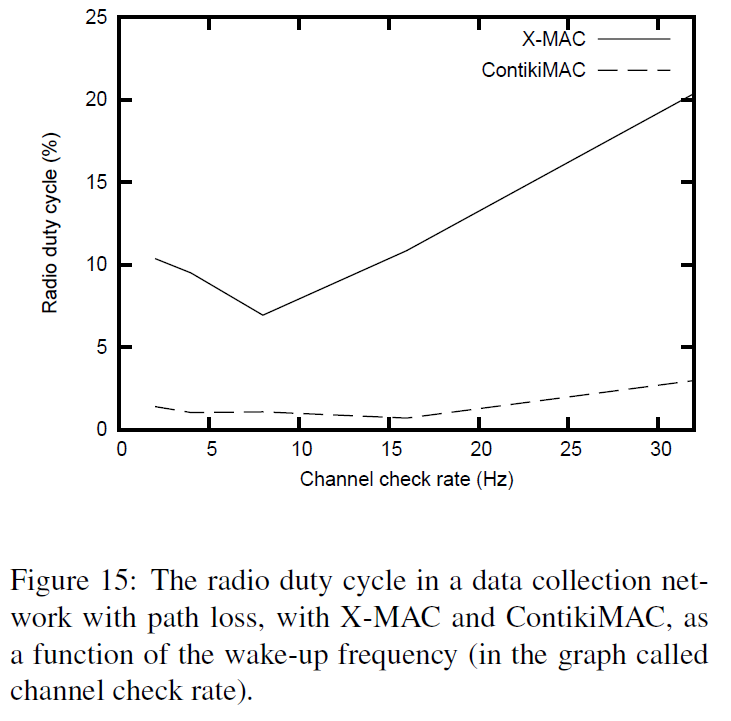 25
20
15
10
5
0
Radio duty cycle (%)
X-MAC
ContikiMAC
0 5 10 15 20 25 30
Channel check rate (Hz)
Figure 15: The radio duty cycle in a data collection net-
work with path loss, with X-MAC and ContikiMAC, as
a function of the wake-up frequency (in the graph called
channel check rate).